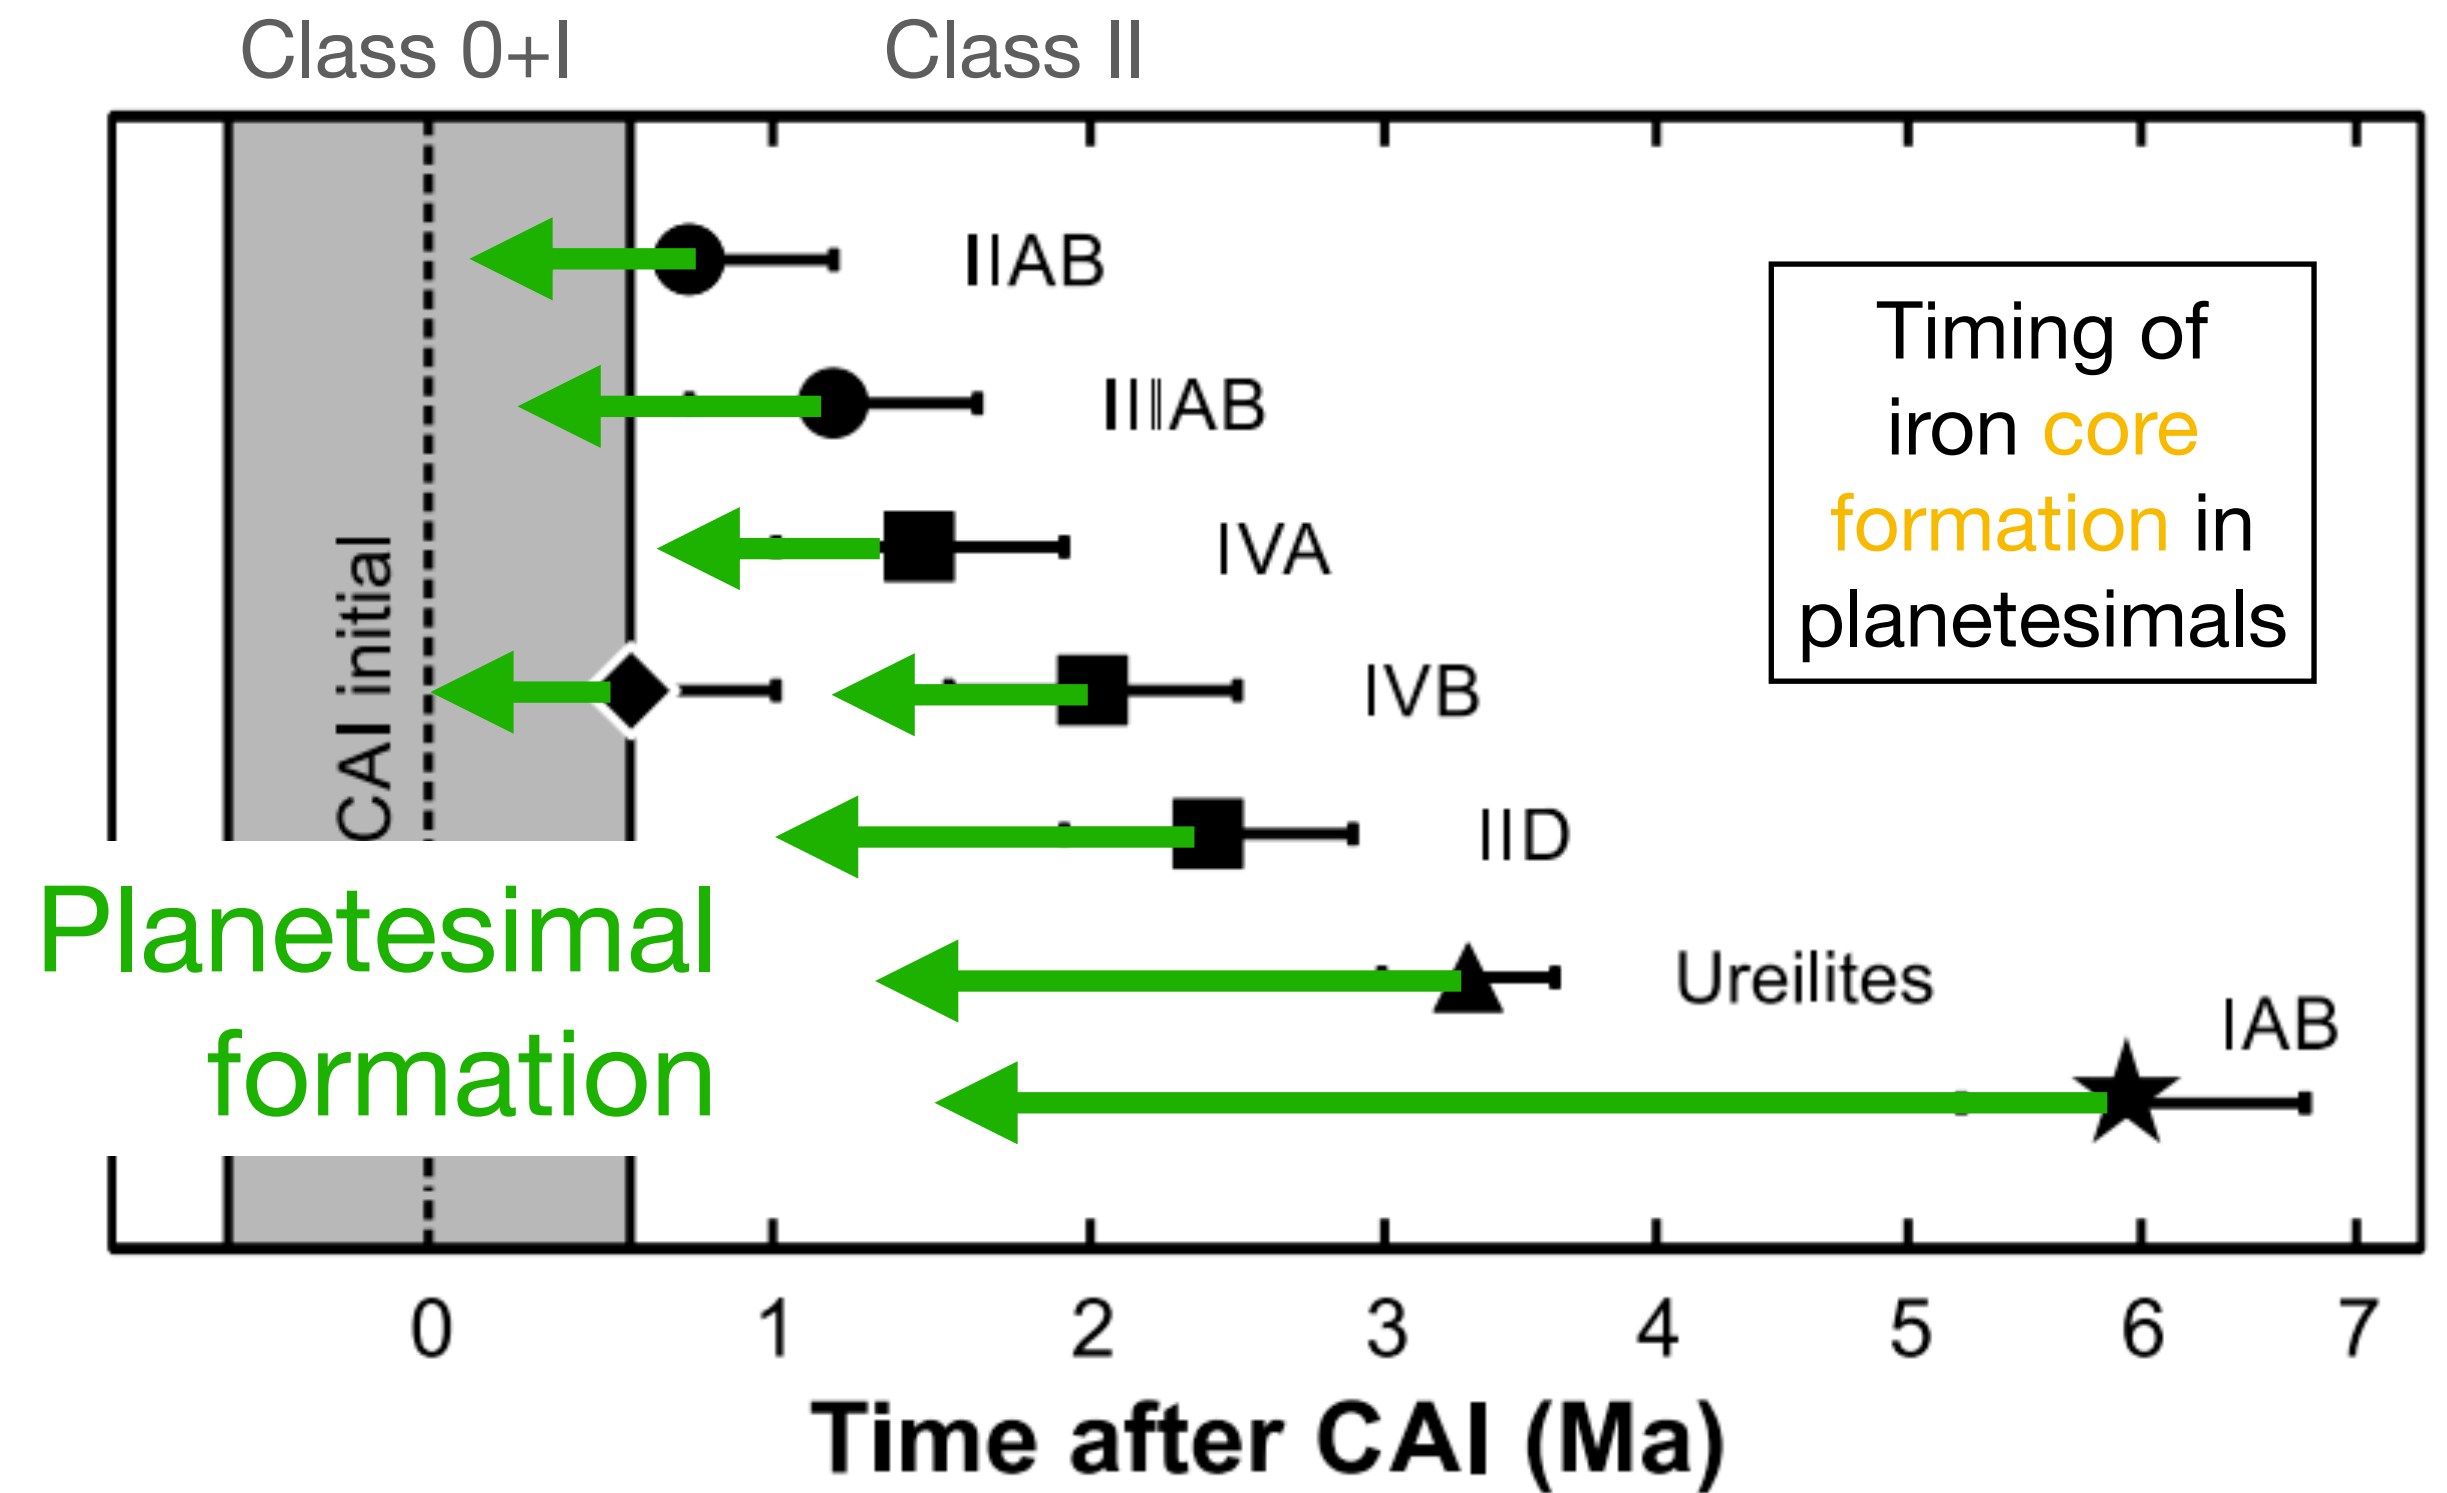 Class 0+I
Class II
IIAB
IIIAB
IVA
IVB
IID
Ureilites
IAB
CAI initial
Timing of
iron core
formation in
planetesimals
Planetesimal
formation
0 1 2 3 4 5 6 7
Time after CAI (Ma)